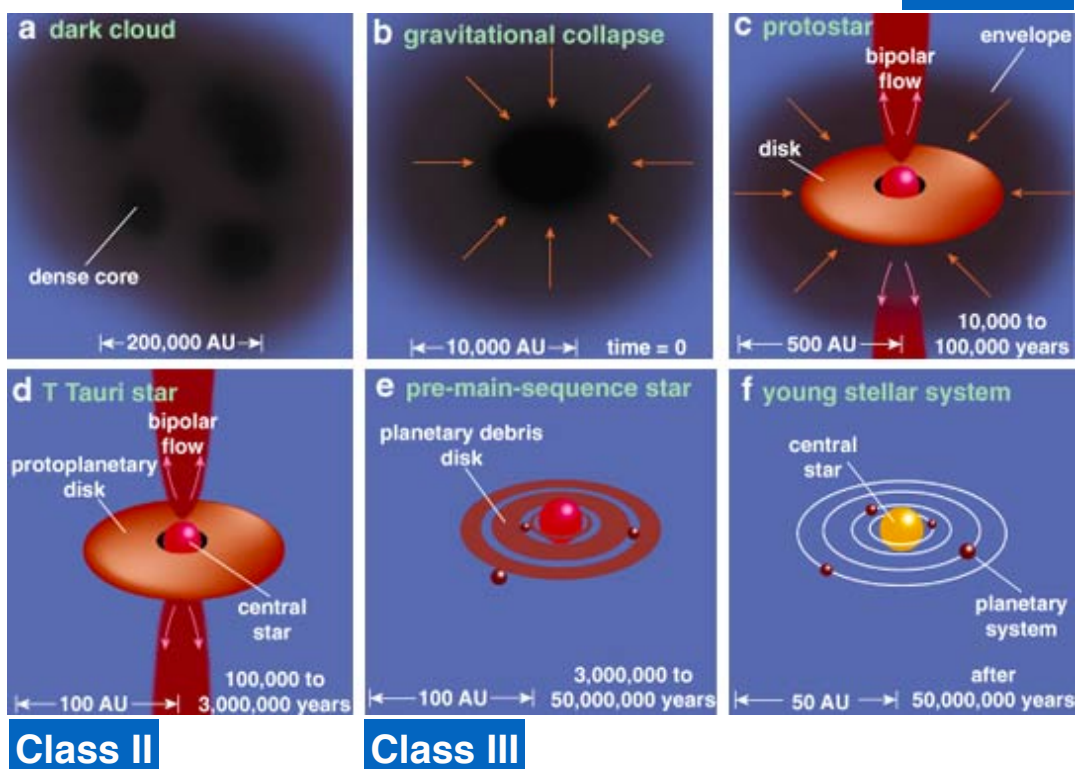 a dark cloud
dense core
200,000 AU
b gravitational collapse
10,000 AU
time = 0
c protostar
envelope
bipolar
flow
disk
500 AU
10,000 to
100,000 years
d T Tauri star
bipolar
flow
protoplanetary
disk
central
star
100 AU
100,000 to
3,000,000 years
e pre-main-sequence star
planetary debris
disk
100 AU
3,000,000 to
50,000,000 years
f young stellar system
central
star
planetary
system
50 AU
after
50,000,000 years
Class II
Class III